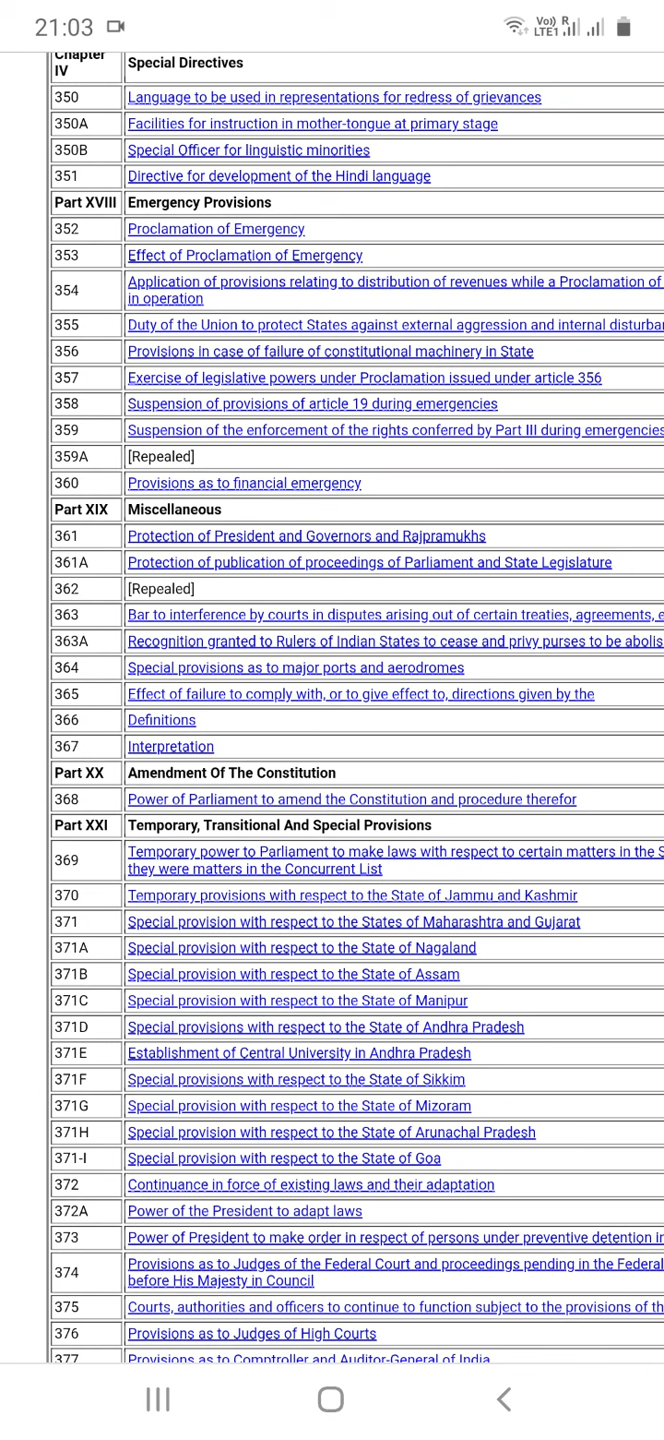 21:03
Vo)) R
LTE1
Chapter Special Directives
IV
350 Language to be used in representations for redress of grievances
350A Facilities for instruction in mother-tongue at primary stage
350B Special Officer for linguistic minorities
351 Directive for development of the Hindi language
Part XVIII Emergency Provisions
352 Proclamation of Emergency
353 Effect of Proclamation of Emergency
354 Application of provisions relating to distribution of revenues while a Proclamation of
in operation
355 Duty of the Union to protect States against external aggression and internal disturba
356 Provisions in case of failure of constitutional machinery in State
357 Exercise of legislative powers under Proclamation issued under article 356
358 Suspension of provisions of article 19 during emergencies
359 Suspension of the enforcement of the rights conferred by Part III during emergencies
359A [Repealed]
360 Provisions as to financial emergency
Part XIX Miscellaneous
361 Protection of President and Governors and Rajpramukhs
361A Protection of publication of proceedings of Parliament and State Legislature
362 [Repealed]
363 Bar to interference by courts in disputes arising out of certain treaties, agreements, e
363A Recognition granted to Rulers of Indian States to cease and privy purses to be abolis
364 Special provisions as to major ports and aerodromes
365 Effect of failure to comply with, or to give effect to, directions given by the
366 Definitions
367 Interpretation
Part XX Amendment Of The Constitution
368 Power of Parliament to amend the Constitution and procedure therefor
Part XXI Temporary, Transitional And Special Provisions
369 Temporary power to Parliament to make laws with respect to certain matters in the S
they were matters in the Concurrent List
370 Temporary provisions with respect to the State of Jammu and Kashmir
371 Special provision with respect to the States of Maharashtra and Gujarat
371A Special provision with respect to the State of Nagaland
371B Special provision with respect to the State of Assam
371C Special provision with respect to the State of Manipur
371D Special provisions with respect to the State of Andhra Pradesh
371E Establishment of Central University in Andhra Pradesh
371F Special provisions with respect to the State of Sikkim
371G Special provision with respect to the State of Mizoram
371H Special provision with respect to the State of Arunachal Pradesh
371-I Special provision with respect to the State of Goa
372 Continuance in force of existing laws and their adaptation
372A Power of the President to adapt laws
373 Power of President to make order in respect of persons under preventive detention in
374 Provisions as to Judges of the Federal Court and proceedings pending in the Federal
before His Majesty in Council
375 Courts, authorities and officers to continue to function subject to the provisions of th
376 Provisions as to Judges of High Courts
377 Provisions as to Comptroller and Auditor-General of India